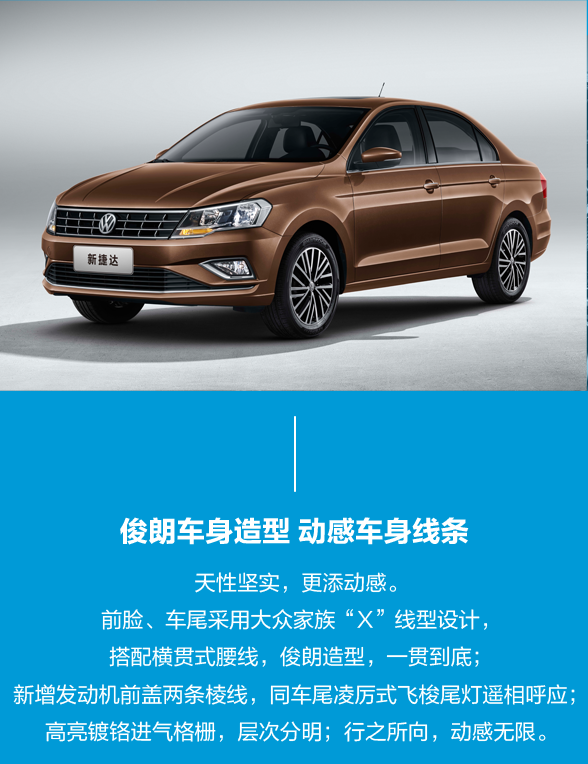 新捷达
俊朗车身造型 动感车身线条
天性坚实，更添动感。
前脸、车尾采用大众家族“X”线型设计，
搭配横贯式腰线，俊朗造型，一贯到底；
新增发动机前盖两条棱线，同车尾凌厉式飞梭尾灯遥相呼应；
高亮镀铬进气格栅，层次分明；行之所向，动感无限。